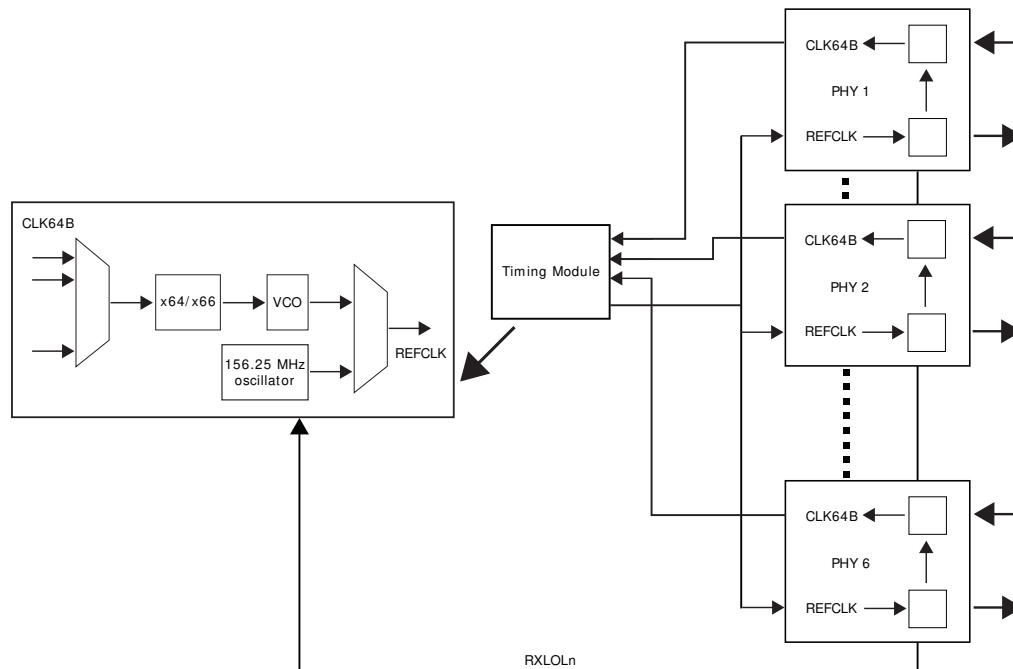 CLK64B
PHY 1
REFCLK
CLK64B
x64/x66
VCO
156.25 MHz
oscillator
REFCLK
Timing Module
CLK64B
PHY 2
REFCLK
CLK64B
PHY 6
REFCLK
RXLOLn